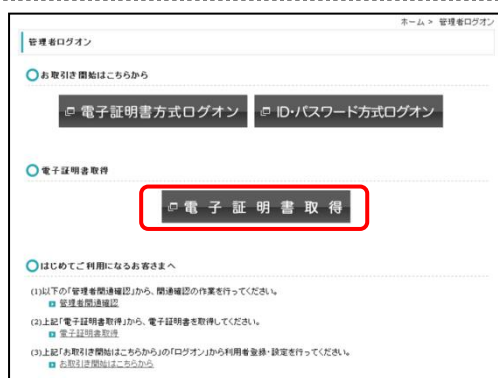 ホーム > 管理者ログオン
管理者ログオン
お取引き開始はこちらから
電子証明書方式ログオン
ID・パスワード方式ログオン
電子証明書取得
電子証明書取得
はじめてご利用になるお客さまへ
(1)以下の「管理者開通確認」から、開通確認の作業を行ってください。
管理者開通確認
(2)上記「電子証明書取得」から、電子証明書を取得してください。
電子証明書取得
(3)上記「お取引き開始はこちらから」の「ログオン」から利用者登録・設定を行ってください。
お取引き開始はこちらから